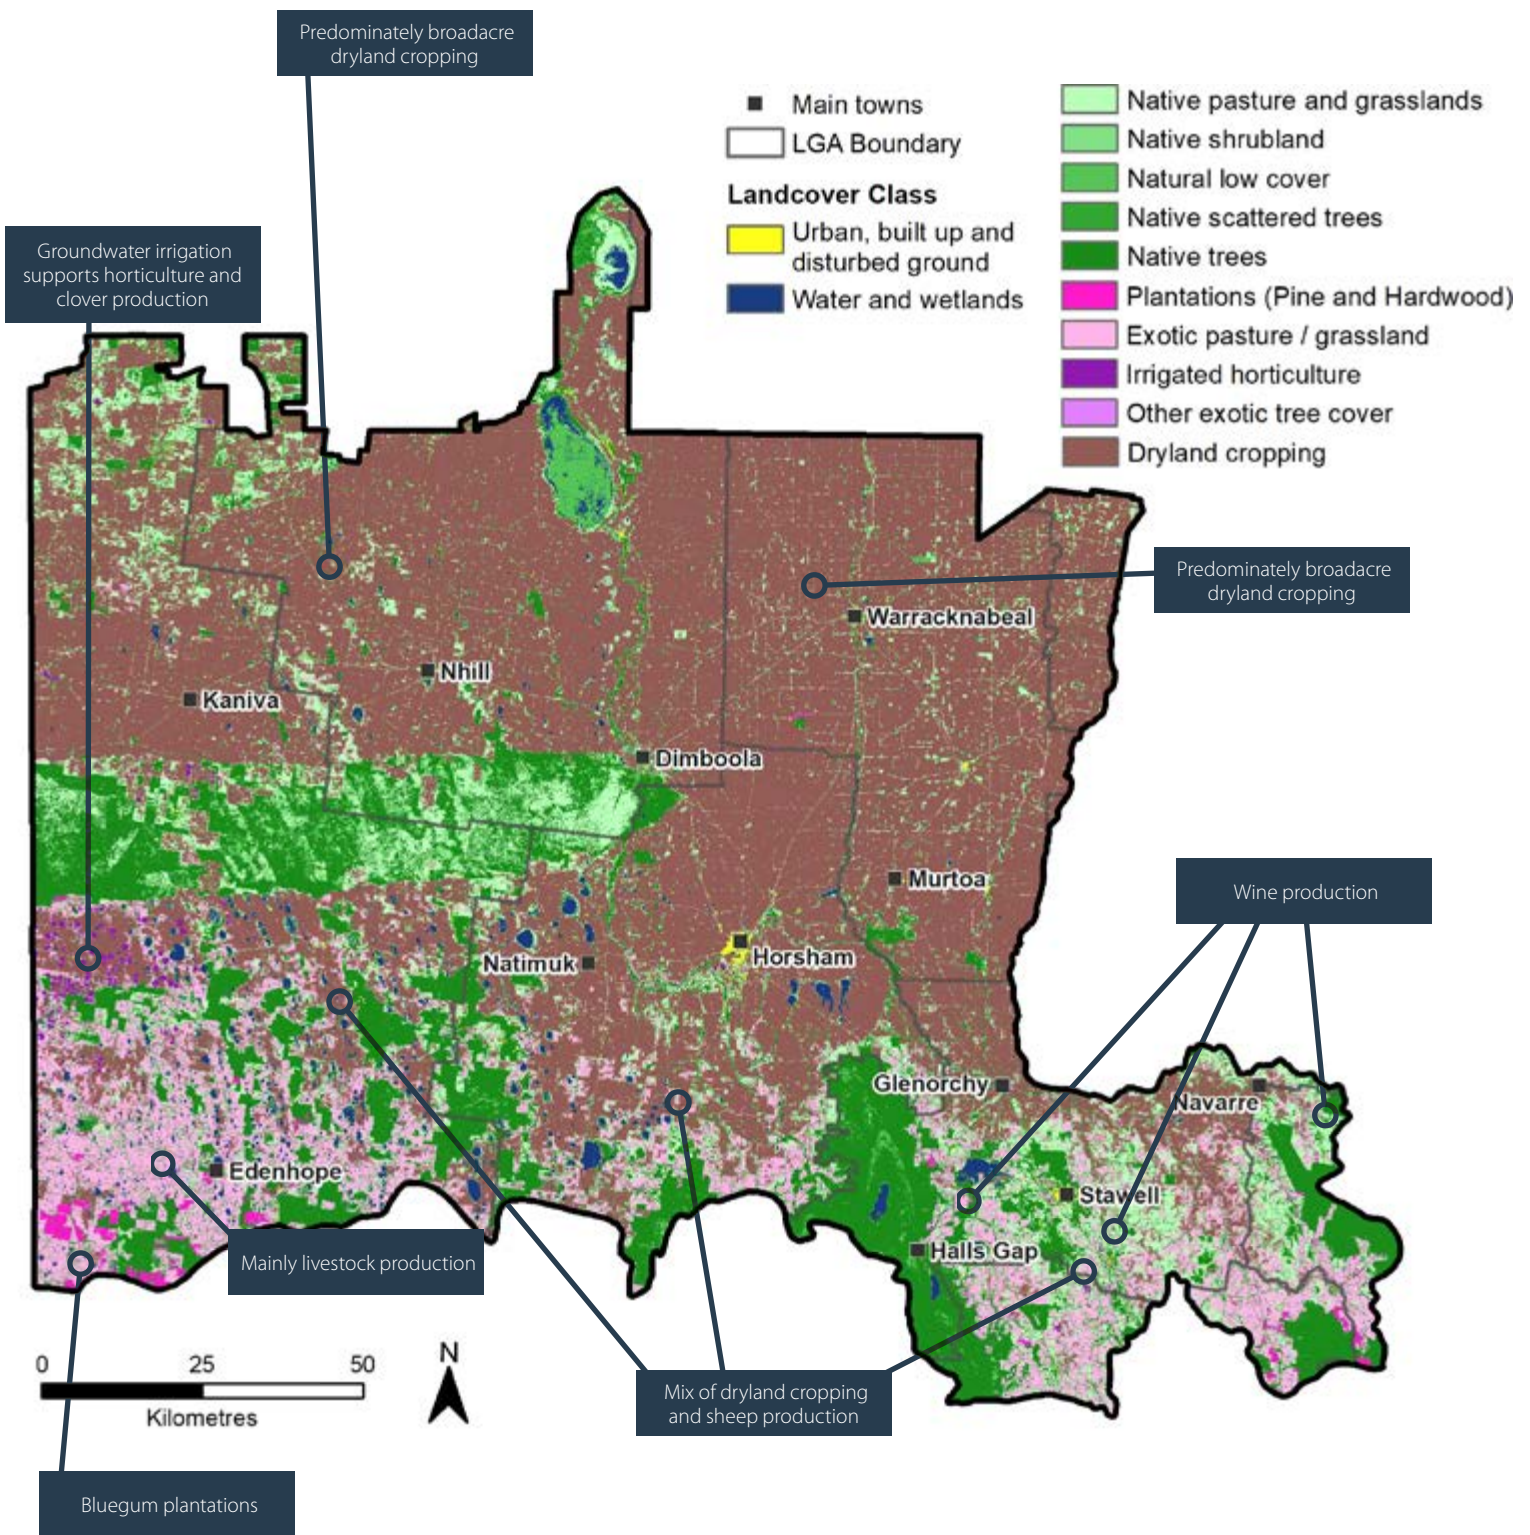 Predominately broadacre
dryland cropping
Main towns
LGA Boundary
Landcover Class
Urban, built up and
disturbed ground
Water and wetlands
Native pasture and grasslands
Native shrubland
Natural low cover
Native scattered trees
Native trees
Plantations (Pine and Hardwood)
Exotic pasture / grassland
Irrigated horticulture
Other exotic tree cover
Dryland cropping
Groundwater irrigation
supports horticulture and
clover production
Predominately broadacre
dryland cropping
Warracknabeal
Nhill
Kaniva
Dimboola
Murtoa
Wine production
Horsham
Natimuk
Glenorchy
Navarre
Edenhope
Stawell
Halls Gap
Mainly livestock production
0 25 50
Kilometres
N
Mix of dryland cropping
and sheep production
Bluegum plantations